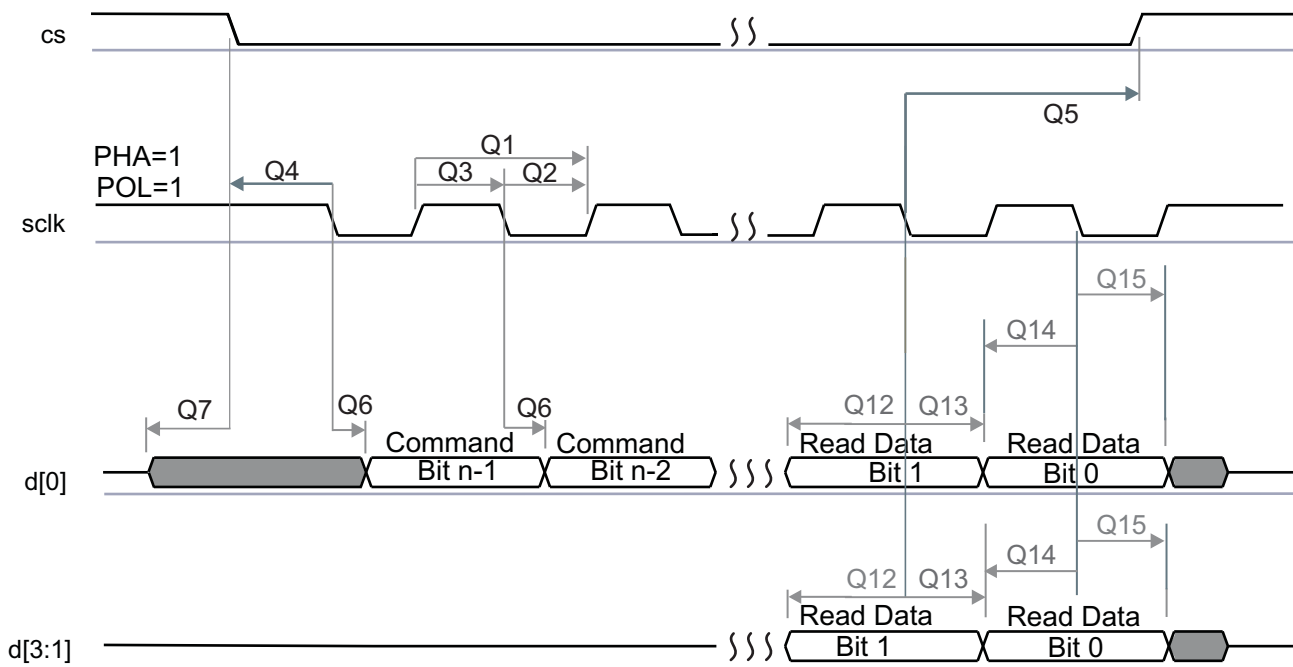 cs
Q5
PHA=1
POL=1
Q1
Q4
Q3
Q2
sclk
Q15
Q14
Q7
Q6
Q6
Q12
Q13
Command
Command
Read Data
Read Data
d[0]
Bit n-1
Bit n-2
Bit 1
Bit 0
Q15
Q14
Q12
Q13
Read Data
Read Data
d[3:1]
Bit 1
Bit 0